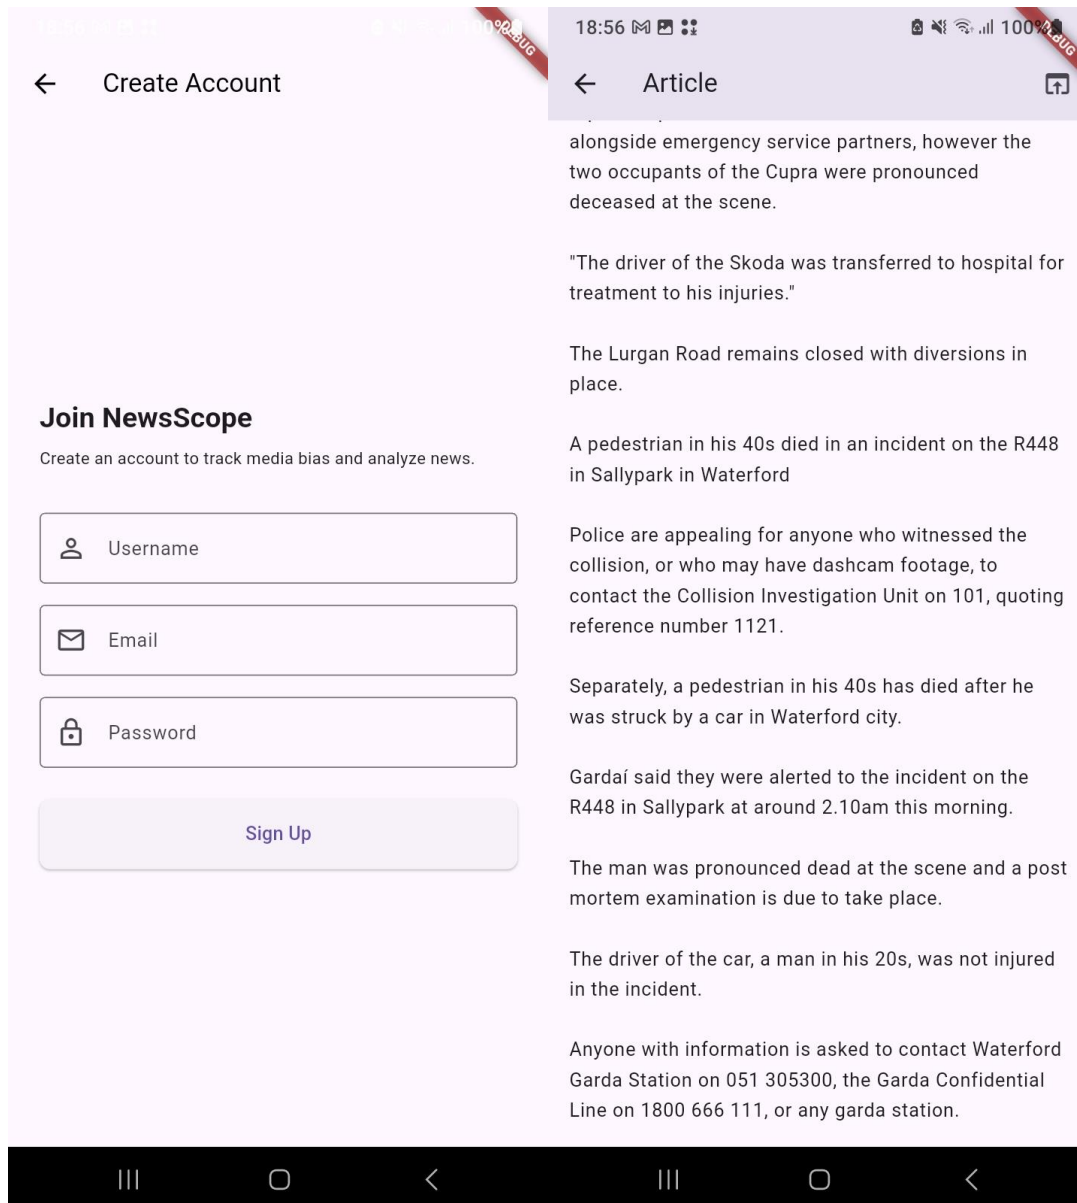 100%
Create Account
Join NewsScope
Create an account to track media bias and analyze news.
Username
Email
Password
Sign Up
18:56
100%
Article
alongside emergency service partners, however the
two occupants of the Cupra were pronounced
deceased at the scene.
"The driver of the Skoda was transferred to hospital for
treatment to his injuries."
The Lurgan Road remains closed with diversions in
place.
A pedestrian in his 40s died in an incident on the R448
in Sallypark in Waterford
Police are appealing for anyone who witnessed the
collision, or who may have dashcam footage, to
contact the Collision Investigation Unit on 101, quoting
reference number 1121.
Separately, a pedestrian in his 40s has died after he
was struck by a car in Waterford city.
Gardaí said they were alerted to the incident on the
R448 in Sallypark at around 2.10am this morning.
The man was pronounced dead at the scene and a post
mortem examination is due to take place.
The driver of the car, a man in his 20s, was not injured
in the incident.
Anyone with information is asked to contact Waterford
Garda Station on 051 305300, the Garda Confidential
Line on 1800 666 111, or any garda station.